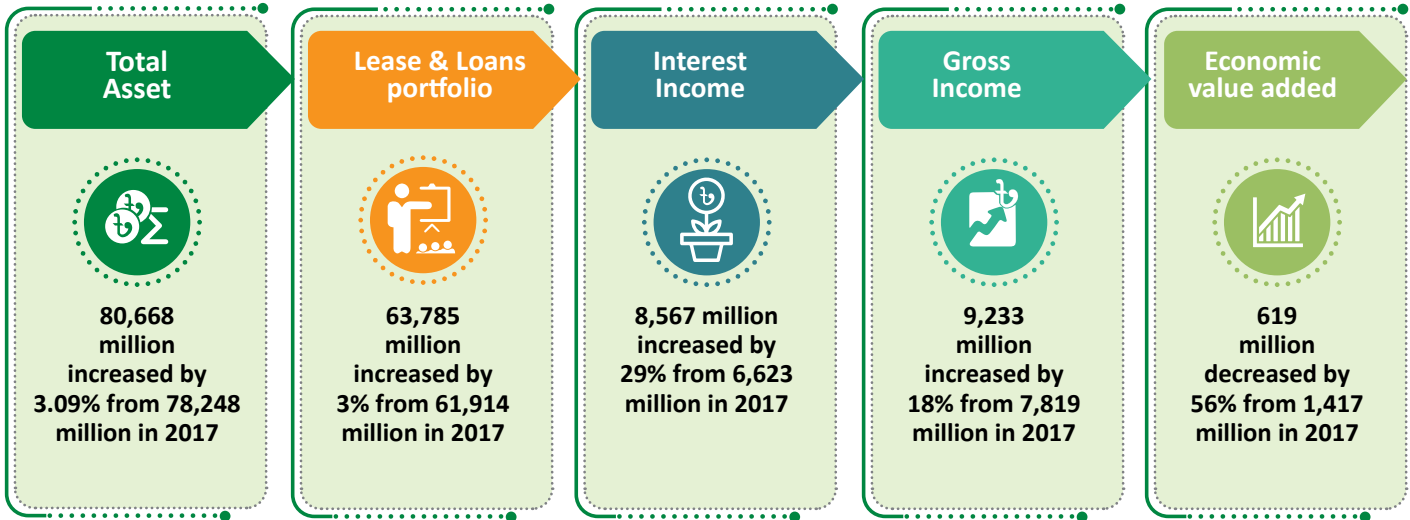 Total
Asset
80,668
million
increased by
3.09% from 78,248
million in 2017
Lease & Loans
portfolio
63,785
million
increased by
3% from 61,914
million in 2017
Interest
Income
৳
8,567 million
increased by
29% from 6,623
million in 2017
Gross
Income
৳
9,233
million
increased by
18% from 7,819
million in 2017
Economic
value added
619
million
decreased by
56% from 1,417
million in 2017